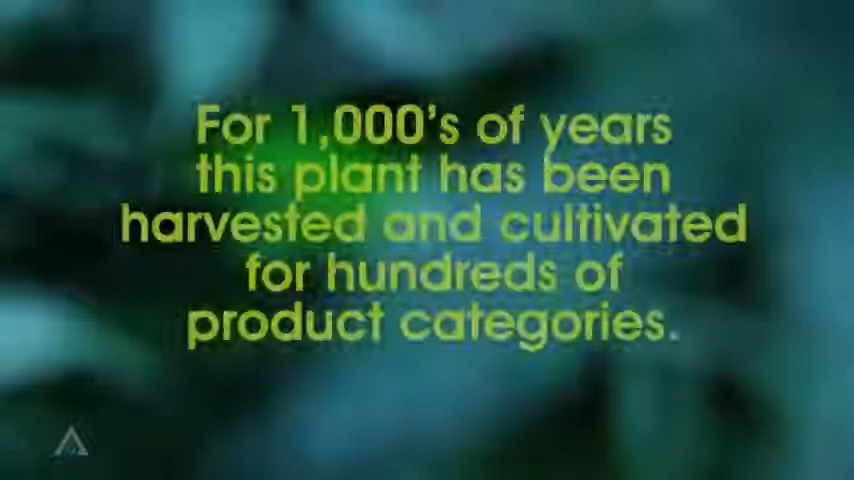 For 1,000's of years
this plant has been
harvested and cultivated
for hundreds of
product categories.